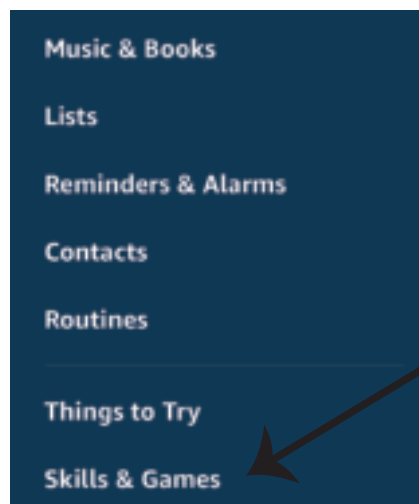 Music & Books
Lists
Reminders & Alarms
Contacts
Routines
Things to Try
Skills & Games